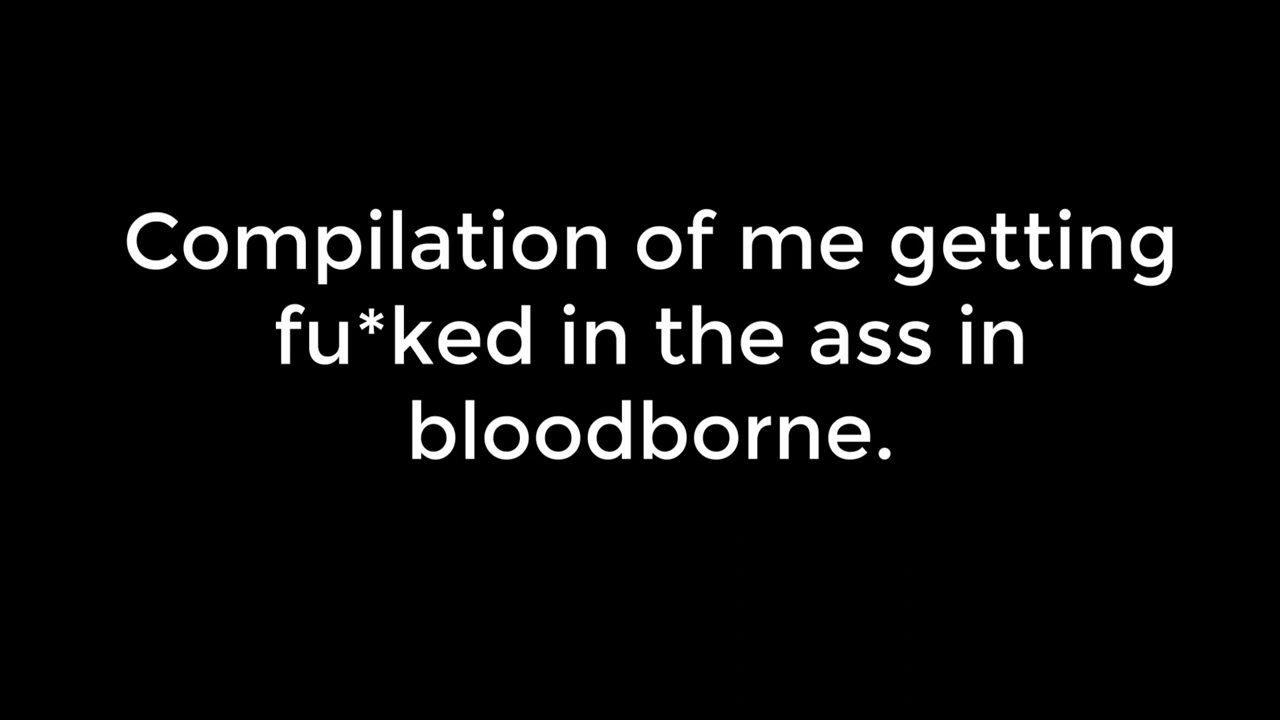 Compilation of me getting
fu*ked in the ass in
bloodborne.